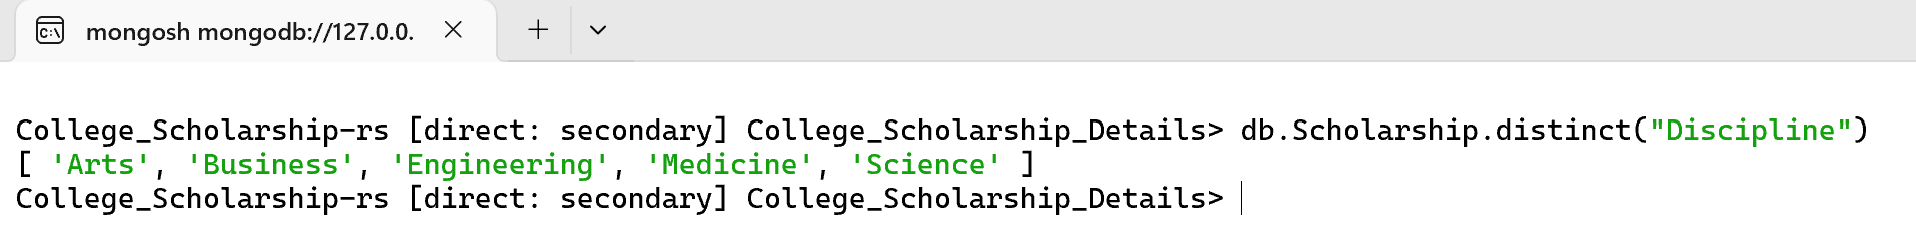 mongosh mongodb://127.0.0.
College_Scholarship-rs [direct: secondary] College_Scholarship_Details> db.Scholarship.distinct("Discipline")
[ 'Arts', 'Business', 'Engineering', 'Medicine', 'Science' ]
College_Scholarship-rs [direct: secondary] College_Scholarship_Details>